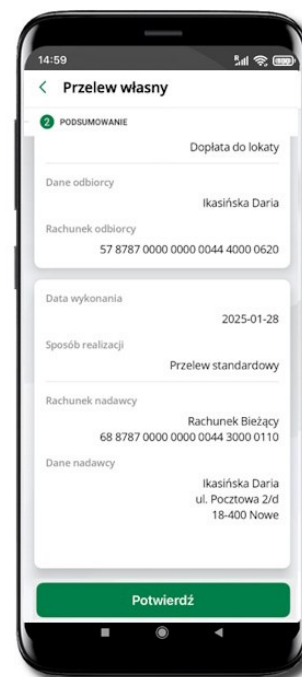 14:59
Przelew własny
2 PODSUMOWANIE
Dopłata do lokaty
Dane odbiorcy
Ikasińska Daria
Rachunek odbiorcy
57 8787 0000 0000 0044 4000 0620
Data wykonania
2025-01-28
Sposób realizacji
Przelew standardowy
Rachunek nadawcy
Rachunek Bieżący
68 8787 0000 0000 0044 3000 0110
Dane nadawcy
Ikasińska Daria
ul. Pocztowa 2/d
18-400 Nowe
Potwierdź